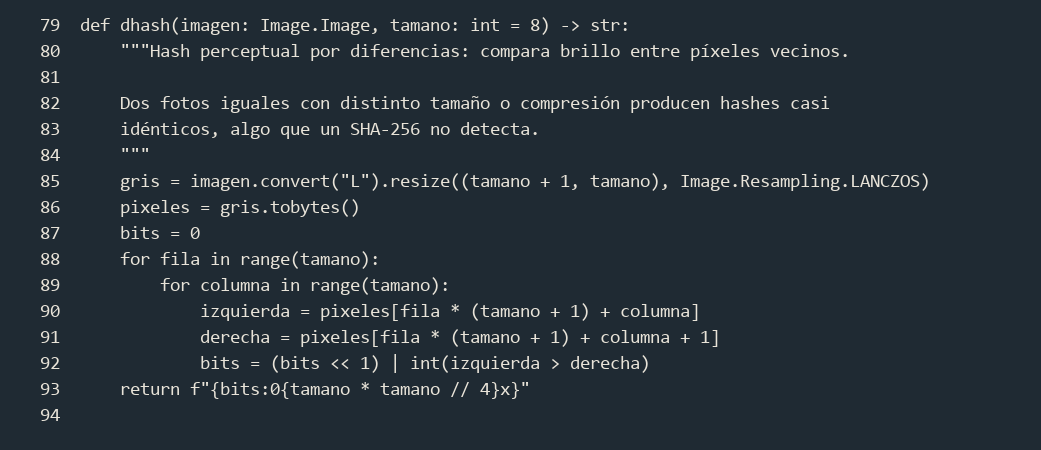 79 def dhash(imagen: Image.Image, tamano: int = 8) -> str:
80     """Hash perceptual por diferencias: compara brillo entre píxeles vecinos.
81
82     Dos fotos iguales con distinto tamaño o compresión producen hashes casi
83     idénticos, algo que un SHA-256 no detecta.
84     """
85     gris = imagen.convert("L").resize((tamano + 1, tamano), Image.Resampling.LANCZOS)
86     pixeles = gris.tobytes()
87     bits = 0
88     for fila in range(tamano):
89         for columna in range(tamano):
90             izquierda = pixeles[fila * (tamano + 1) + columna]
91             derecha = pixeles[fila * (tamano + 1) + columna + 1]
92             bits = (bits << 1) | int(izquierda > derecha)
93     return f"{bits:0{tamano * tamano // 4}x}"
94